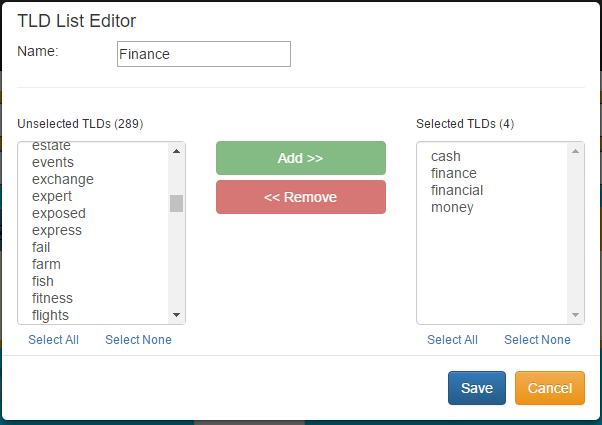 TLD List Editor
Name: Finance
Unselected TLDs (289)
estate
events
exchange
expert
exposed
express
fail
farm
fish
fitness
flights
Select All Select None
Add >>
<< Remove
Selected TLDs (4)
cash
finance
financial
money
Select All Select None
Save Cancel